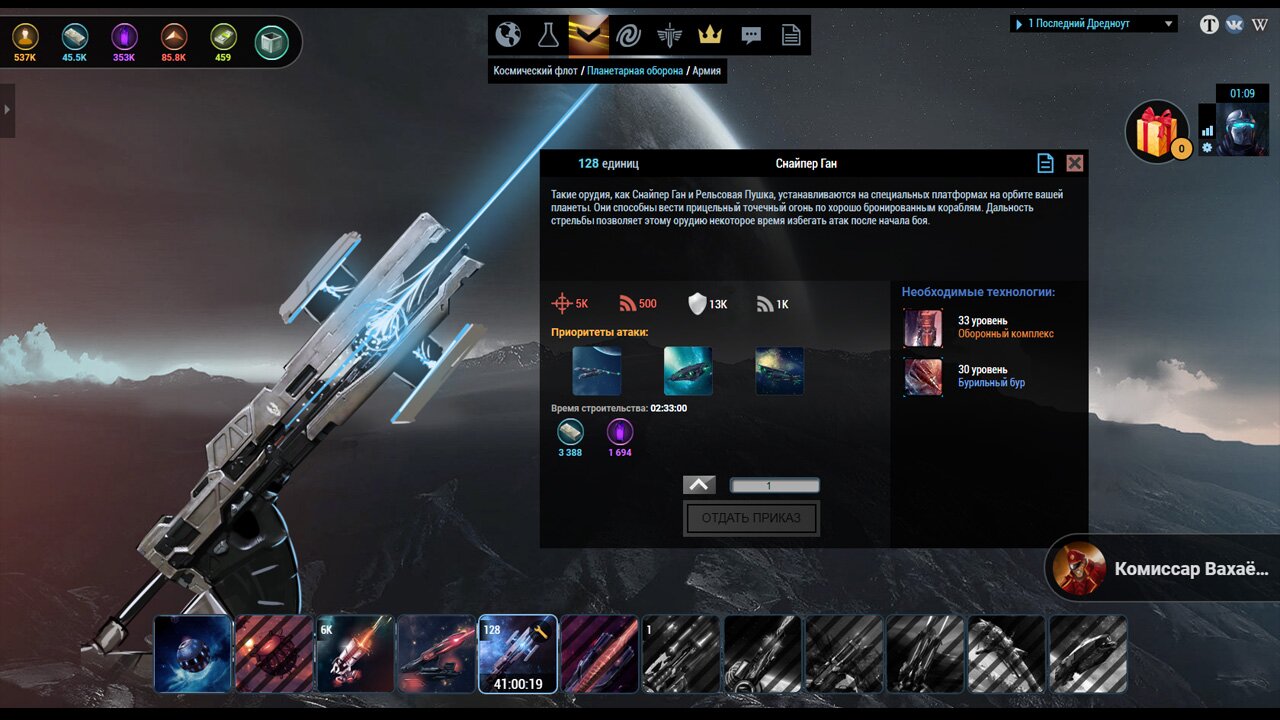 537K
45.5K
353K
85.8K
459
Космический флот / Планетарная оборона / Армия
1 Последний Дредноут
T
W
01:09
0
128 единиц
Снайпер Ган
Такие орудия, как Снайпер Ган и Рельсовая Пушка, устанавливаются на специальных платформах на орбите вашей
планеты. Они способны вести прицельный точечный огонь по хорошо бронированным кораблям. Дальность
стрельбы позволяет этому орудию некоторое время избегать атак после начала боя.
5K
500
13K
1K
Приоритеты атаки:
Время строительства: 02:33:00
3 388
1 694
1
ОТДАТЬ ПРИКАЗ
Необходимые технологии:
33 уровень
Оборонный комплекс
30 уровень
Бурильный бур
Комиссар Вахаё...
6K
128
41:00:19
1